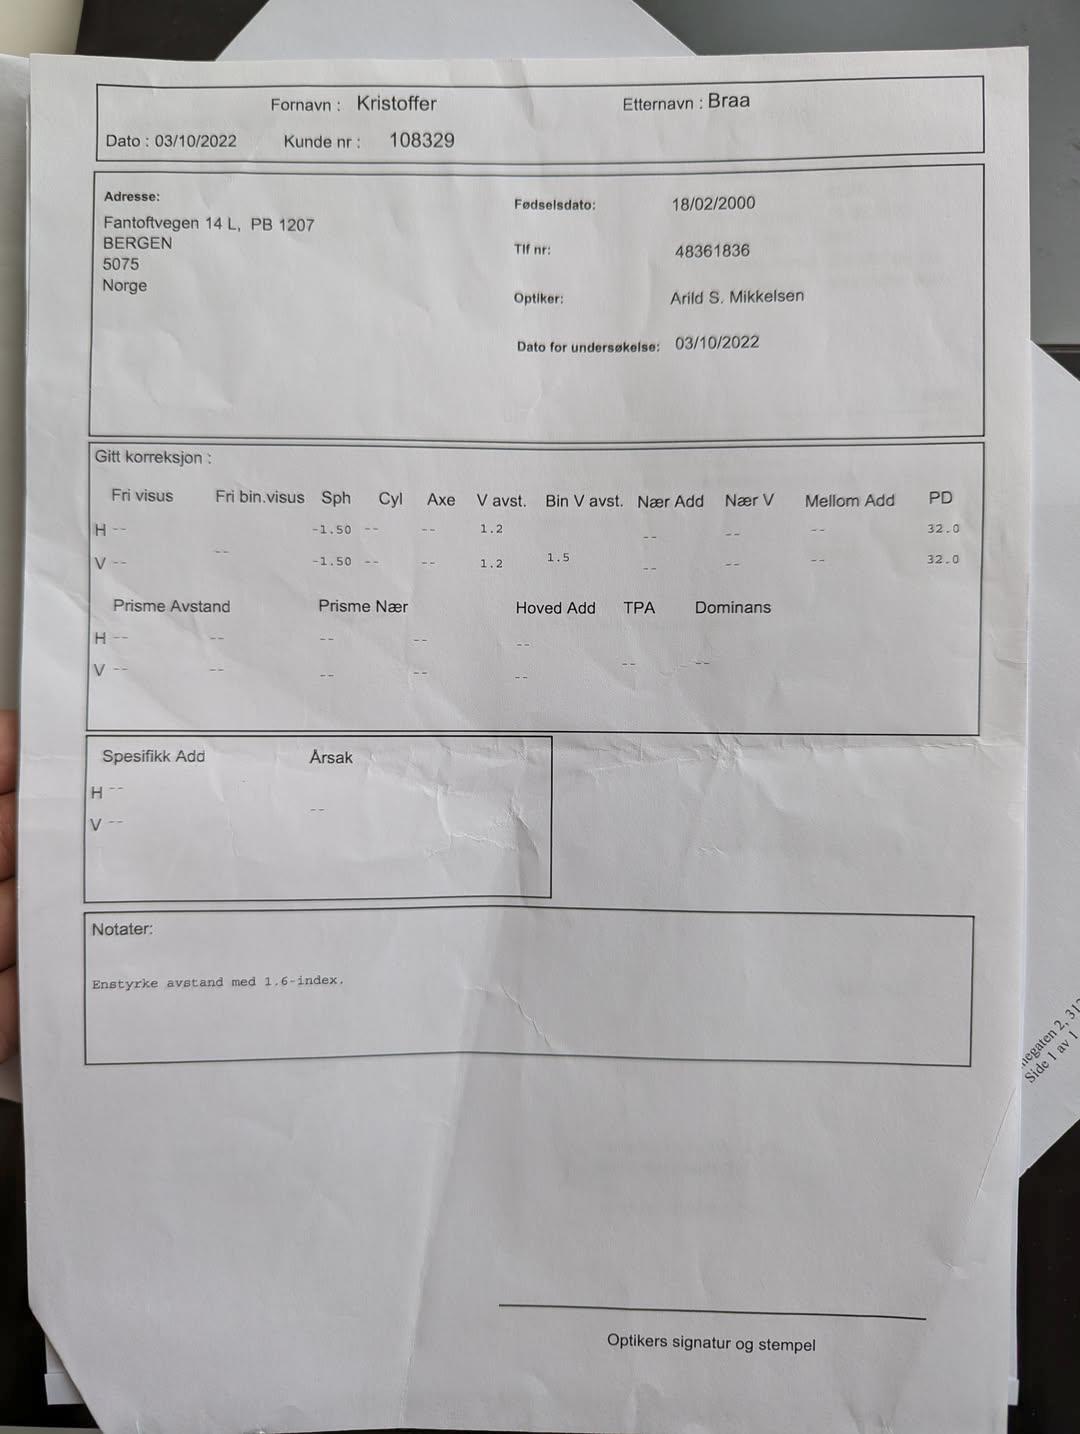 Fornavn : Kristoffer Etternavn : Braa
Dato : 03/10/2022 Kunde nr : 108329
Adresse:
Fantoftvegen 14 L, PB 1207
BERGEN
5075
Norge
Fødselsdato: 18/02/2000
Tlf nr: 48361836
Optiker: Arild S. Mikkelsen
Dato for undersøkelse: 03/10/2022
Gitt korreksjon :
Fri visus Fri bin.visus Sph Cyl Axe V avst. Bin V avst. Nær Add Nær V Mellom Add PD
H -- -1.50 -- -- 1.2 -- -- -- 32.0
-- 1.5
V -- -1.50 -- -- 1.2 -- -- -- 32.0
Prisme Avstand Prisme Nær Hoved Add TPA Dominans
H -- -- -- -- --
-- --
V -- -- -- -- --
Spesifikk Add Årsak
H --
--
V --
Notater:
Enstyrke avstand med 1.6-index.
Optikers signatur og stempel
2, 
Side 1 av 1